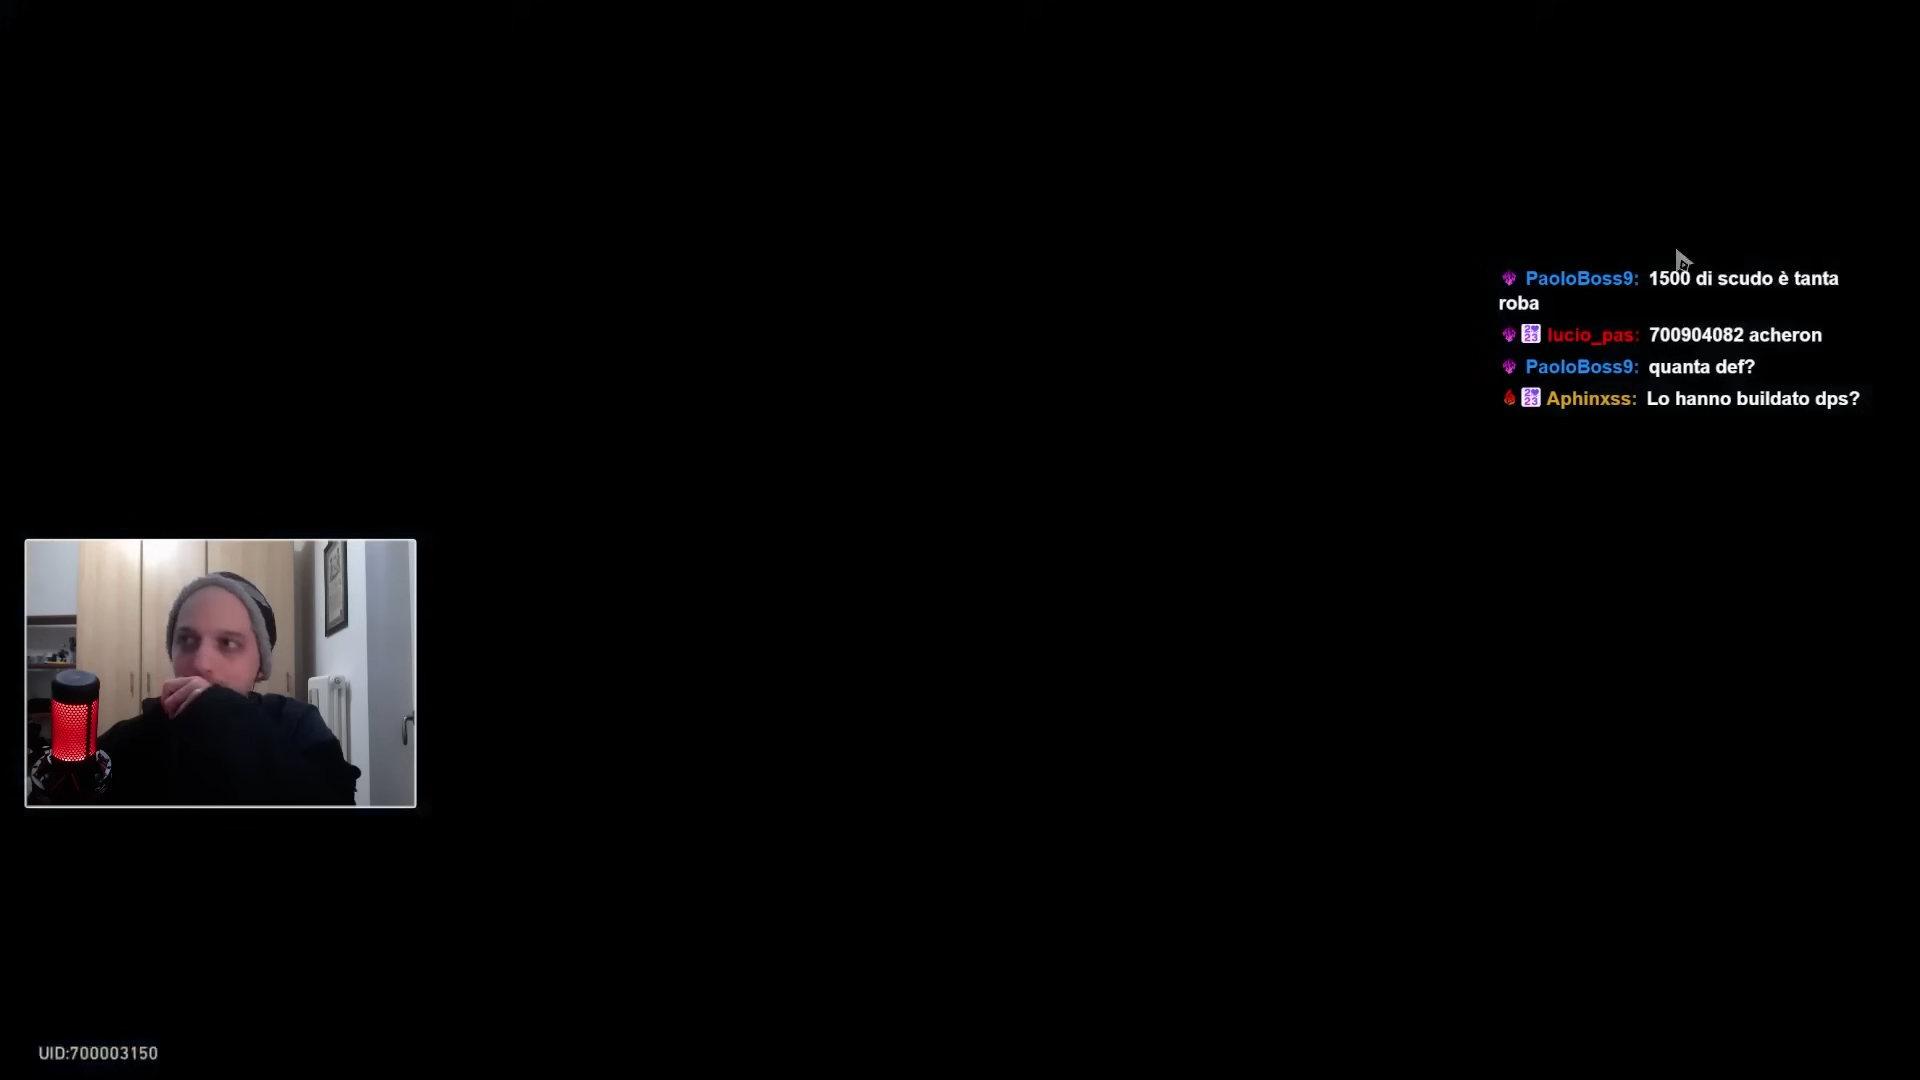 PaoloBoss9: 1500 di scudo è tanta
roba
lucio_pas: 700904082 acheron
PaoloBoss9: quanta def?
Aphinxss: Lo hanno buildato dps?
UID:700003150